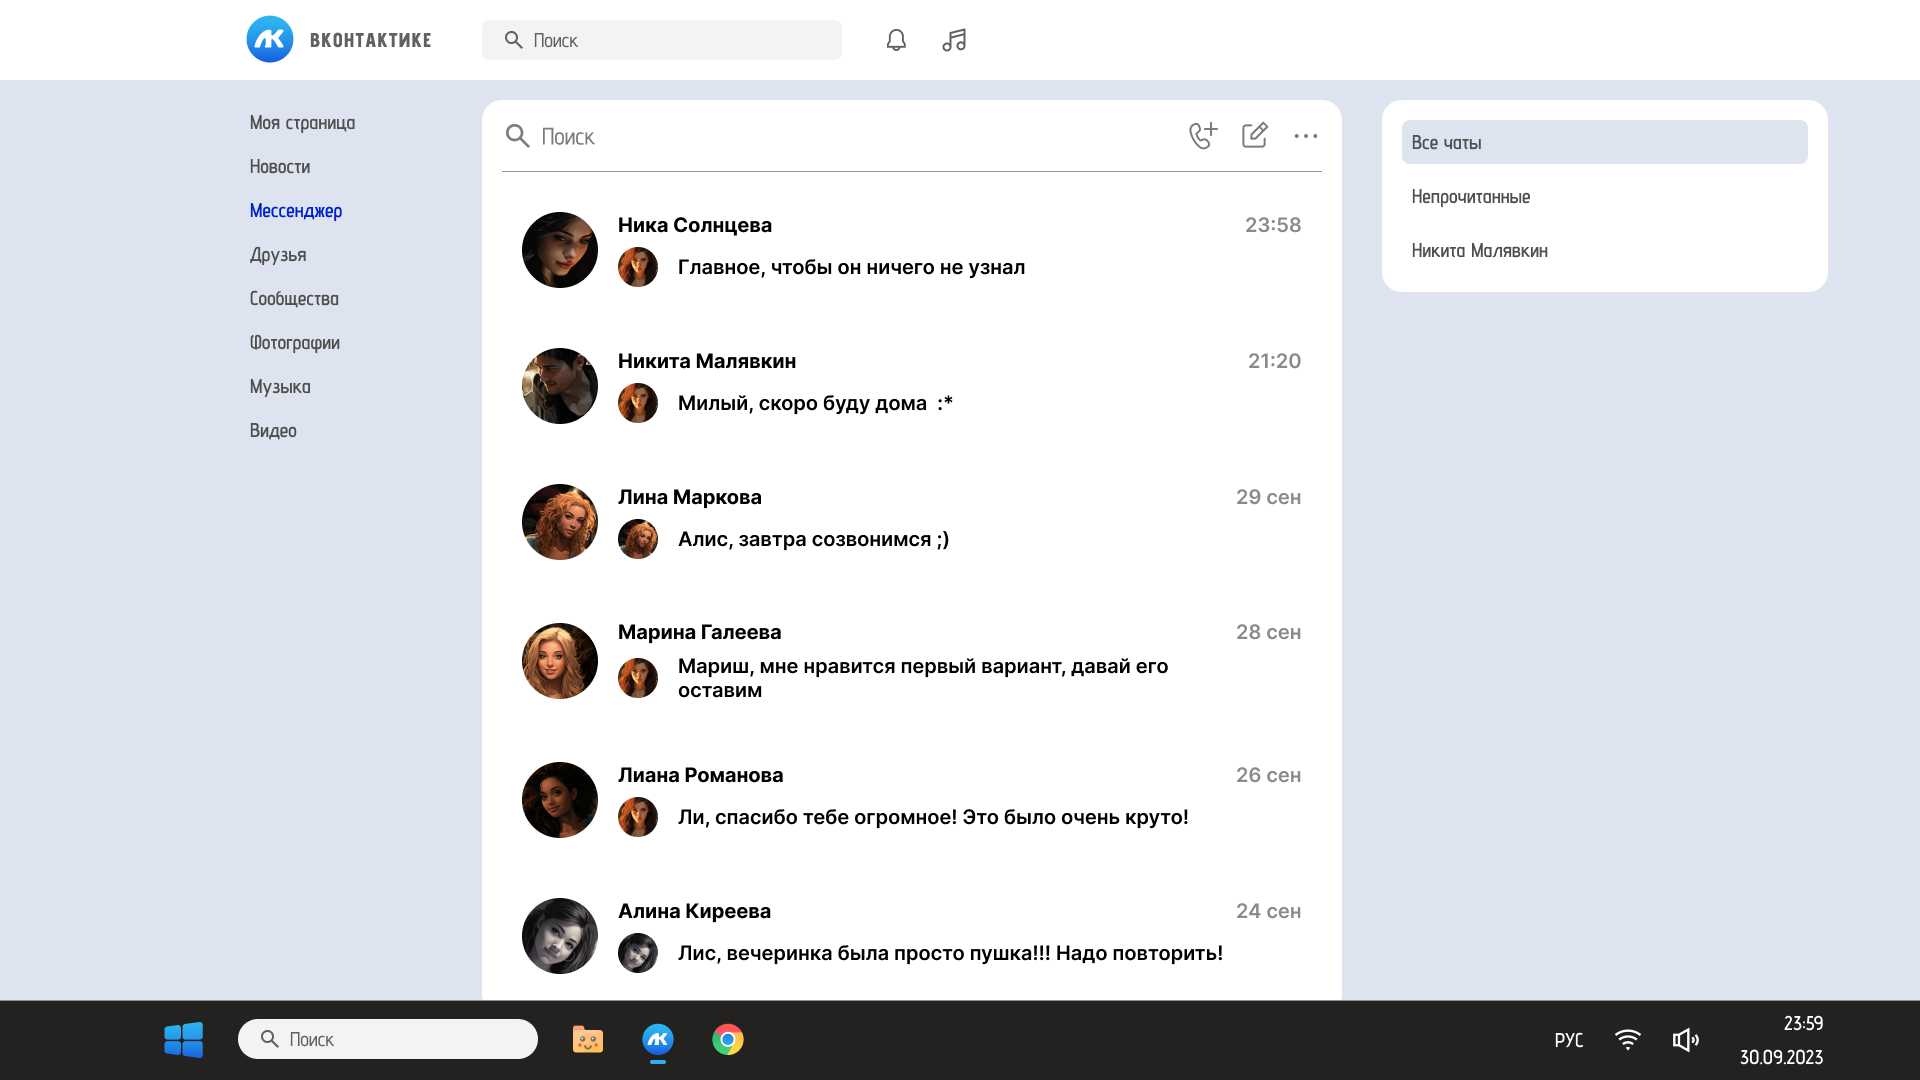 ВКОНТАКТИКЕ
Поиск
Моя страница
Новости
Мессенджер
Друзья
Сообщества
Фотографии
Музыка
Видео
Поиск
Ника Солнцева
23:58
Главное, чтобы он ничего не узнал
Никита Малявкин
21:20
Милый, скоро буду дома :*
Лина Маркова
29 сен
Алис, завтра созвонимся ;)
Марина Галеева
28 сен
Мариш, мне нравится первый вариант, давай его
оставим
Лиана Романова
26 сен
Ли, спасибо тебе огромное! Это было очень круто!
Алина Киреева
24 сен
Лис, вечеринка была просто пушка!!! Надо повторить!
Все чаты
Непрочитанные
Никита Малявкин
Поиск
РУС
23:59
30.09.2023